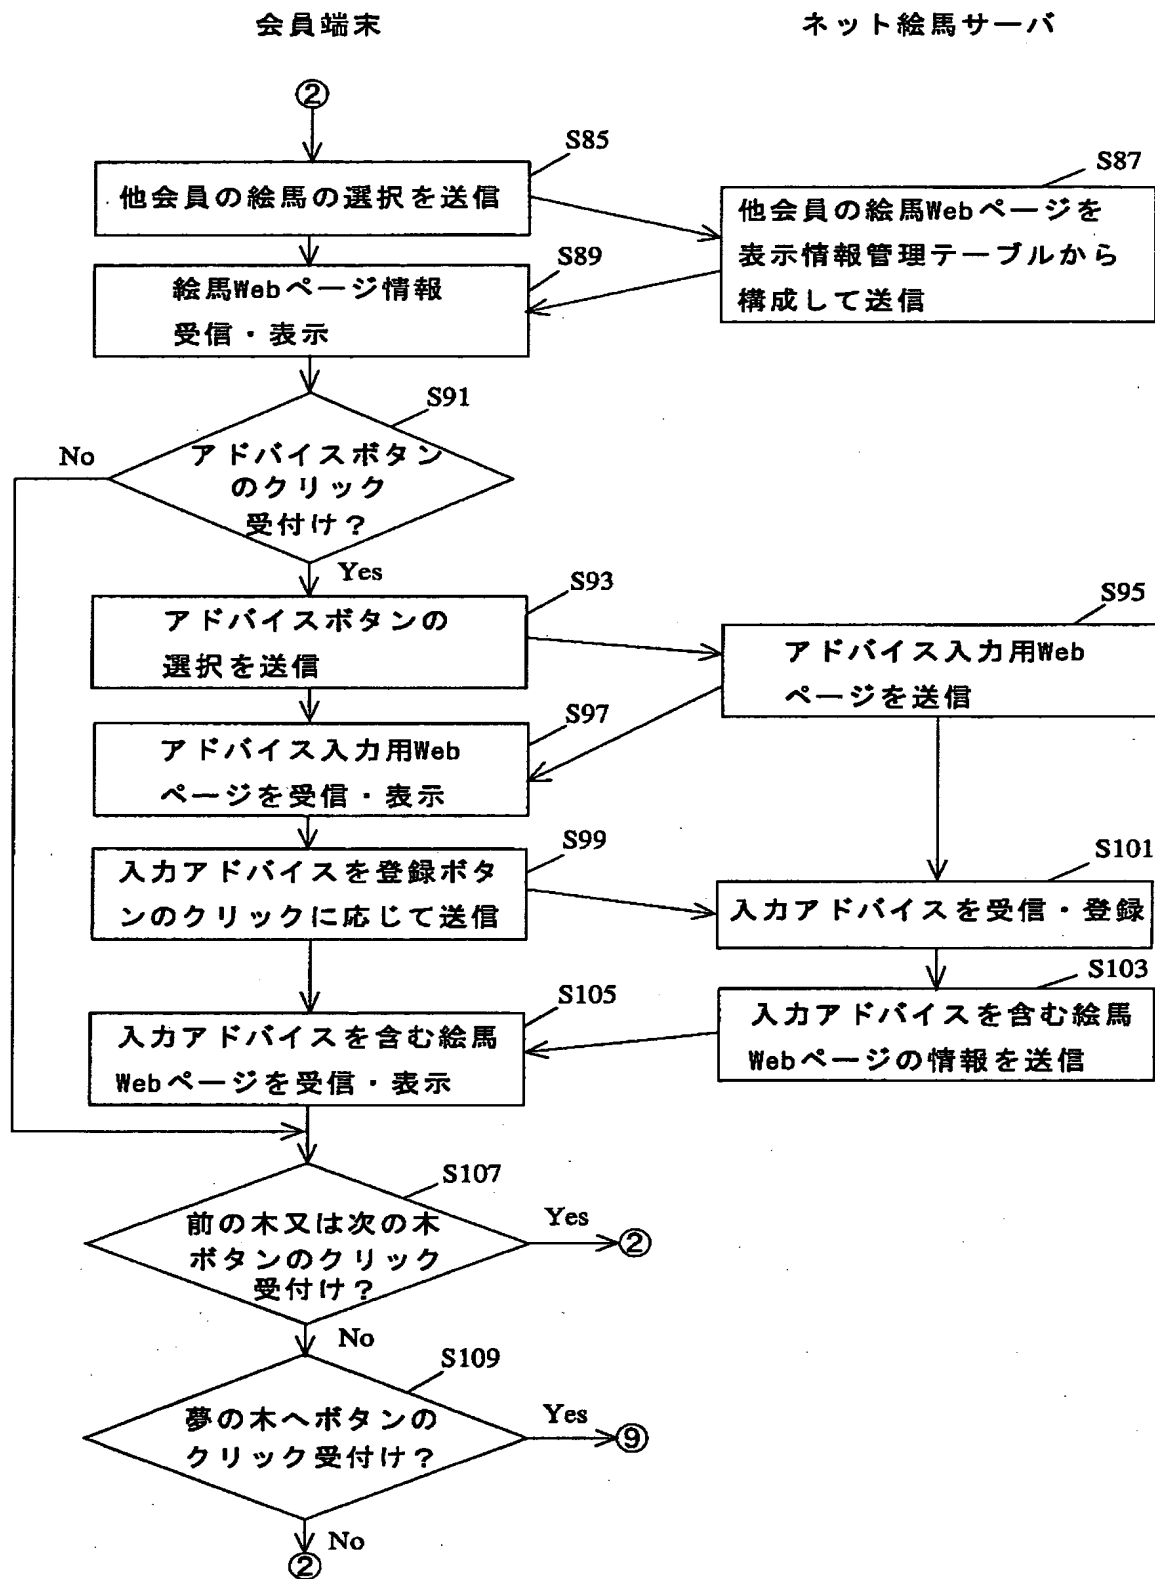 会員端末
ネット絵馬サーバ
②
S85
他会員の絵馬の選択を送信
S87
他会員の絵馬Webページを
表示情報管理テーブルから
構成して送信
S89
絵馬Webページ情報
受信・表示
S91
No
アドバイスボタン
のクリック
受付け？
Yes
S93
アドバイスボタンの
選択を送信
S95
アドバイス入力用Web
ページを送信
S97
アドバイス入力用Web
ページを受信・表示
S99
入力アドバイスを登録ボタ
ンのクリックに応じて送信
S101
入力アドバイスを受信・登録
S103
入力アドバイスを含む絵馬
Webページの情報を送信
S105
入力アドバイスを含む絵馬
Webページを受信・表示
S107
前の木又は次の木
ボタンのクリック
受付け？
Yes
②
No
S109
夢の木へボタンの
クリック受付け？
Yes
⑨
No
②